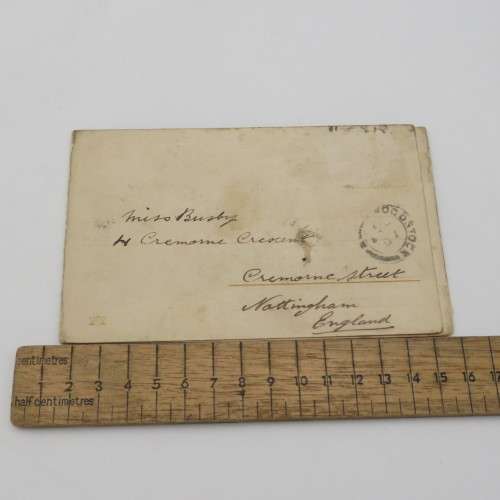 WOODSTOCK
Miss Busby
4 Cremorne Crescent
Cremorne Street
Nottingham
England
centimetres
1 2 3 4 5 6 7 8 9 10 11 12 13 14 15 16 17
half centimetres